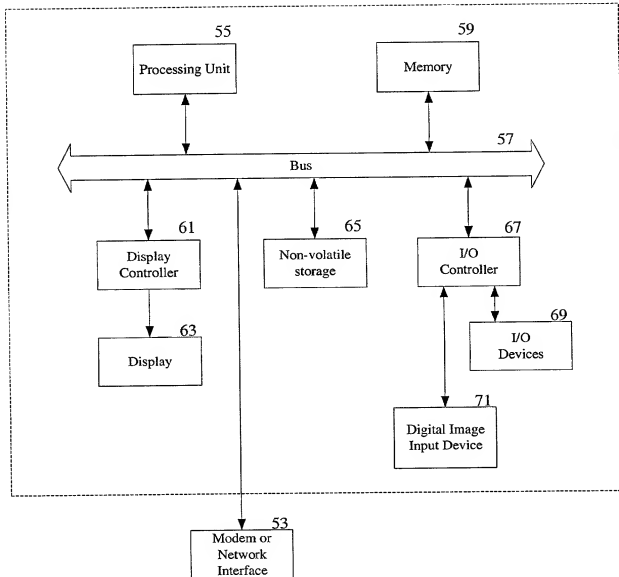 55
Processing Unit
59
Memory
57
Bus
61
Display
Controller
65
Non-volatile
storage
67
I/O
Controller
63
Display
69
I/O
Devices
71
Digital Image
Input Device
53
Modem or
Network
Interface